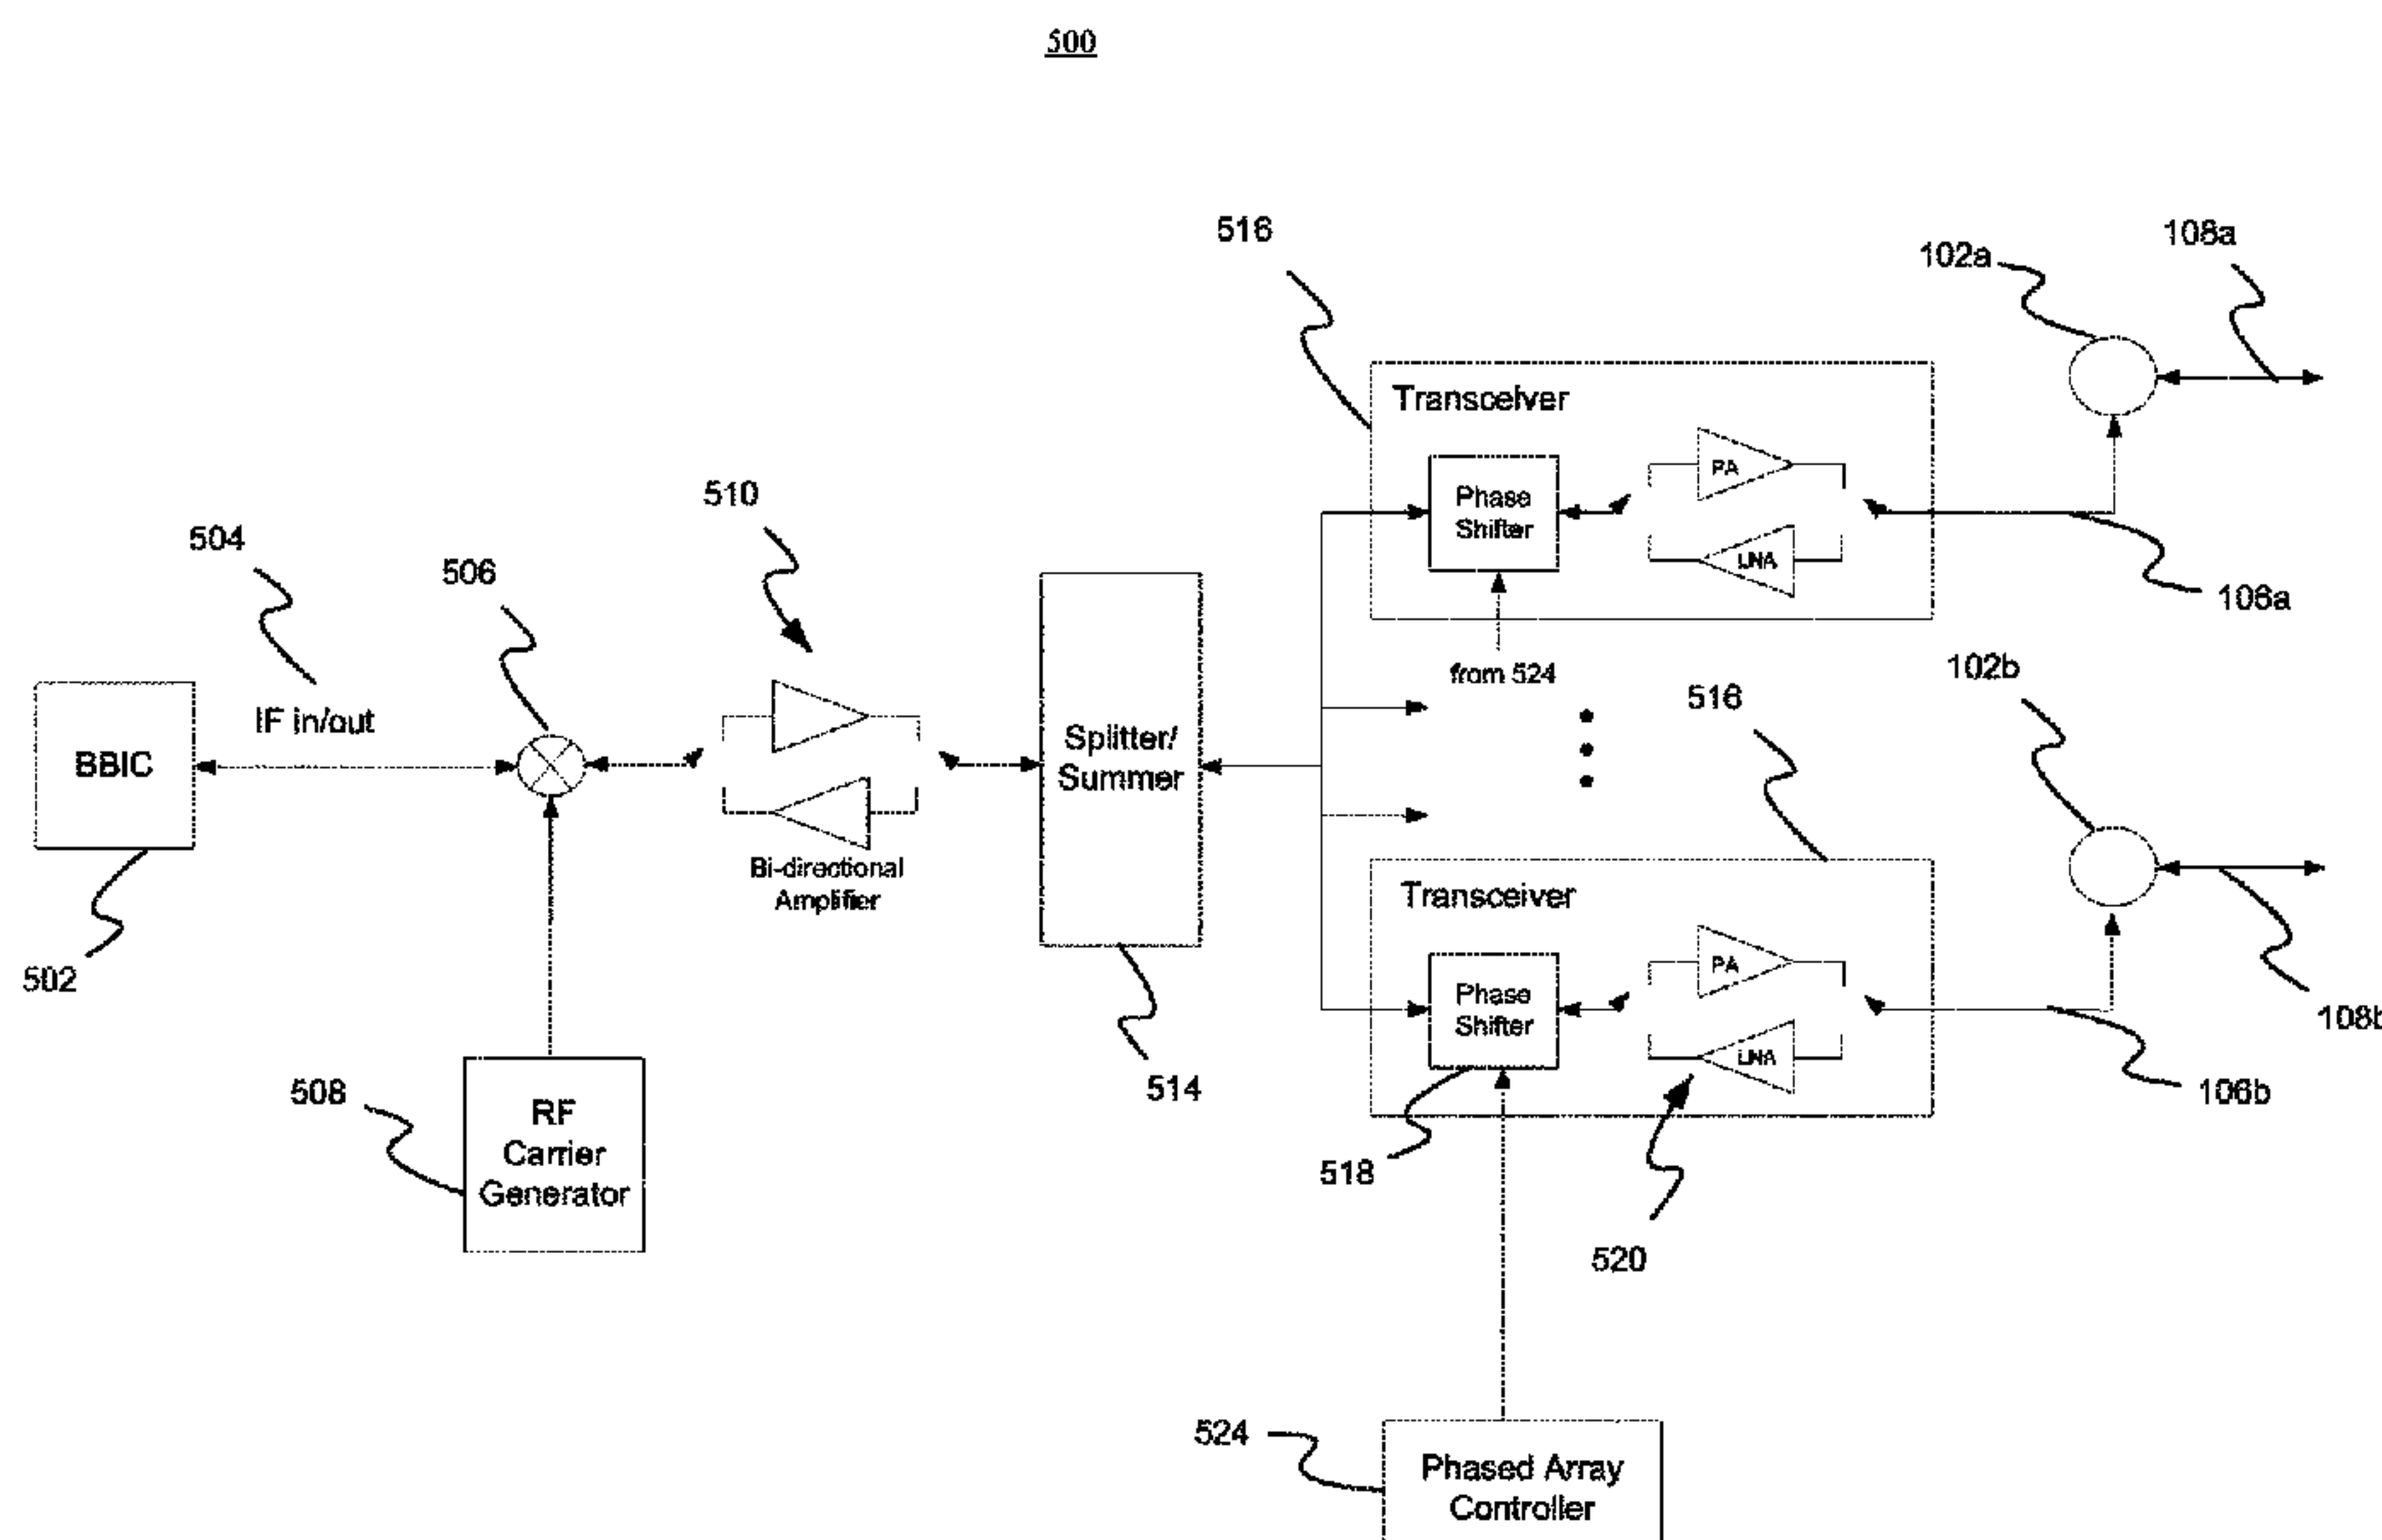 500
516
102a
108a
Transceiver
PA
Phase
Shifter
LNA
106a
from 524
510
504
506
IF in/out
BBIC
502
Bi-directional
Amplifier
Splitter/
Summer
514
508
RF
Carrier
Generator
102b
516
Transceiver
PA
Phase
Shifter
LNA
108b
106b
518
520
524
Phased Array
Controller